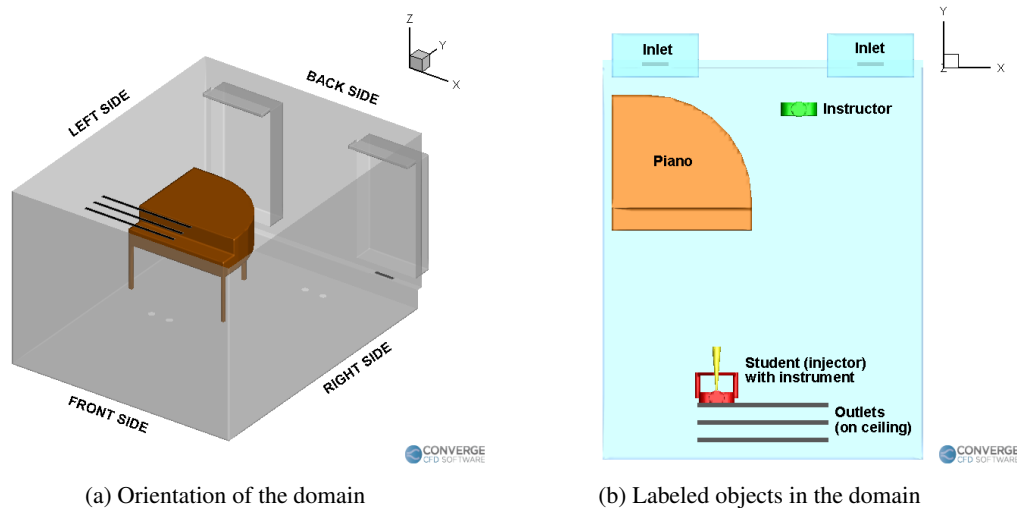 Z
Y
X
BACK SIDE
LEFT SIDE
RIGHT SIDE
FRONT SIDE
CONVERGE
CFD SOFTWARE
(a) Orientation of the domain
Y
Z
X
Inlet
Inlet
Instructor
Piano
Student (injector)
with instrument
Outlets
(on ceiling)
CONVERGE
CFD SOFTWARE
(b) Labeled objects in the domain